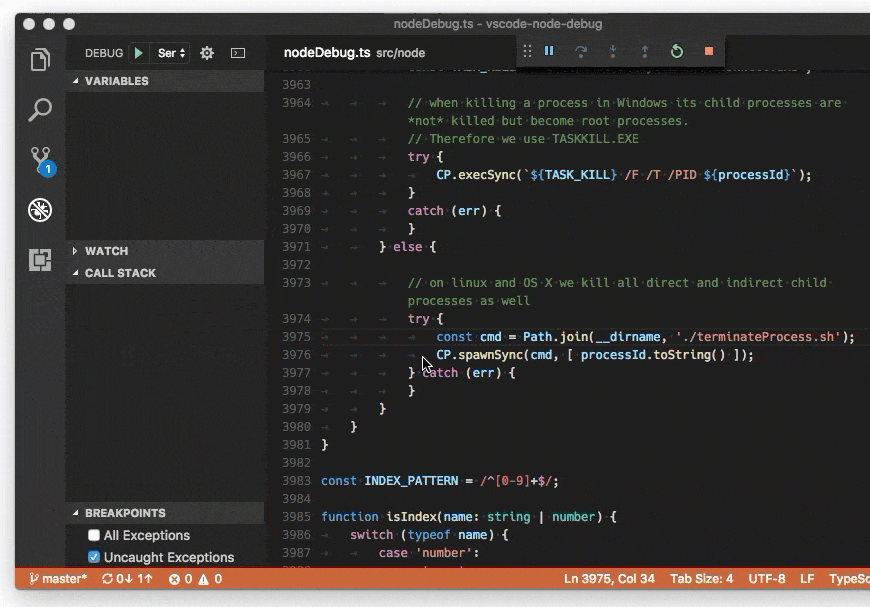 nodeDebug.ts - vscode-node-debug
DEBUG Ser
nodeDebug.ts src/node
VARIABLES
1
WATCH
CALL STACK
BREAKPOINTS
All Exceptions
Uncaught Exceptions
3963
3964 // when killing a process in Windows its child processes are
*not* killed but become root processes.
3965 // Therefore we use TASKKILL.EXE
3966 try {
3967 CP.execSync(`${TASK_KILL} /F /T /PID ${processId}`);
3968 }
3969 catch (err) {
3970 }
3971 } else {
3972
3973 // on linux and OS X we kill all direct and indirect child
processes as well
3974 try {
3975 const cmd = Path.join(__dirname, './terminateProcess.sh');
3976 CP.spawnSync(cmd, [ processId.toString() ]);
3977 } catch (err) {
3978 }
3979 }
3980 }
3981 }
3982
3983 const INDEX_PATTERN = /^[0-9]+$/;
3984
3985 function isIndex(name: string | number) {
3986 switch (typeof name) {
3987 case 'number':
master* 0↓ 1↑ 0 0 Ln 3975, Col 34 Tab Size: 4 UTF-8 LF TypeSc